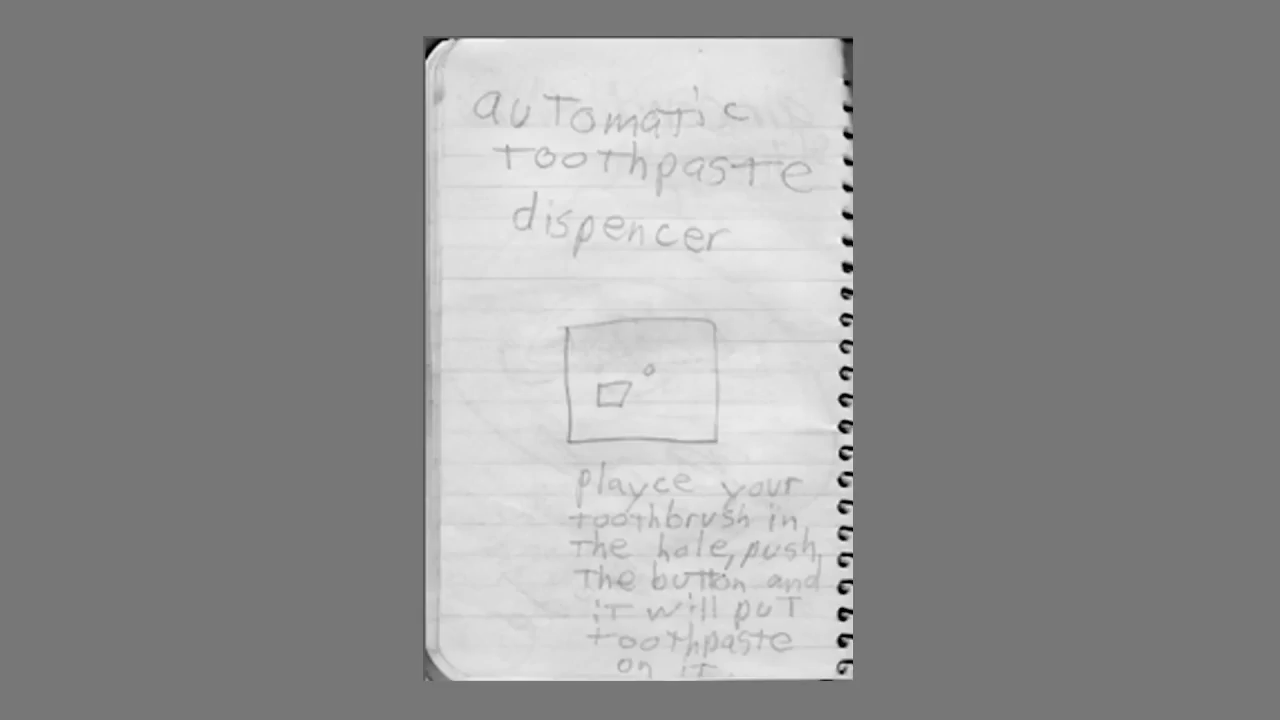 automatic
toothpaste
dispencer
playce your
toothbrush in
the hole, push
the button and
it will put
toothpaste
on it.